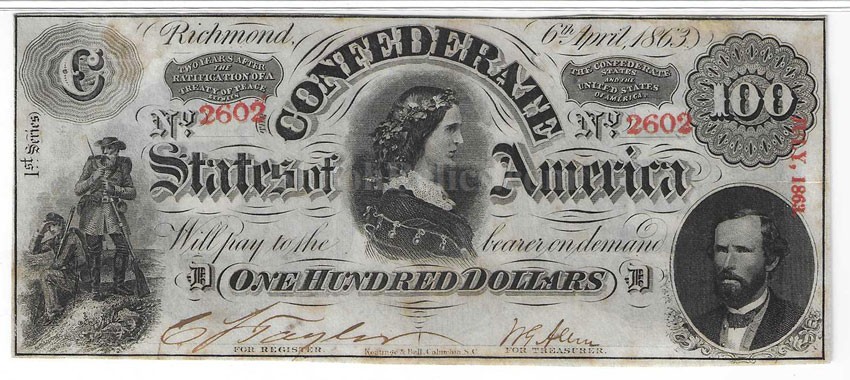 Richmond, 6th April, 1863
CONFEDERATE
C
TWO YEARS AFTER
THE
RATIFICATION OF A
TREATY OF PEACE
BETWEEN
THE CONFEDERATE
STATES
AND THE
UNITED STATES
OF AMERICA
100
1st Series
No. 2602
No. 2602
States of America
Will pay to the bearer on demand
D ONE HUNDRED DOLLARS D
FOR REGISTER.
Keatinge & Ball, Columbia S.C.
FOR TREASURER.